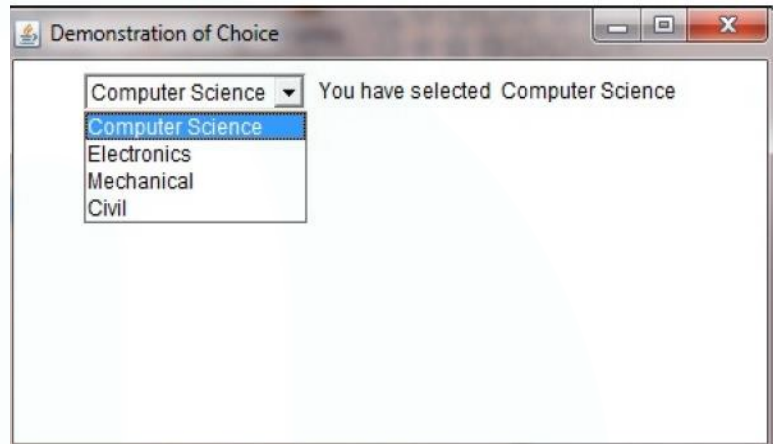 Demonstration of Choice
Computer Science You have selected Computer Science
Computer Science
Electronics
Mechanical
Civil